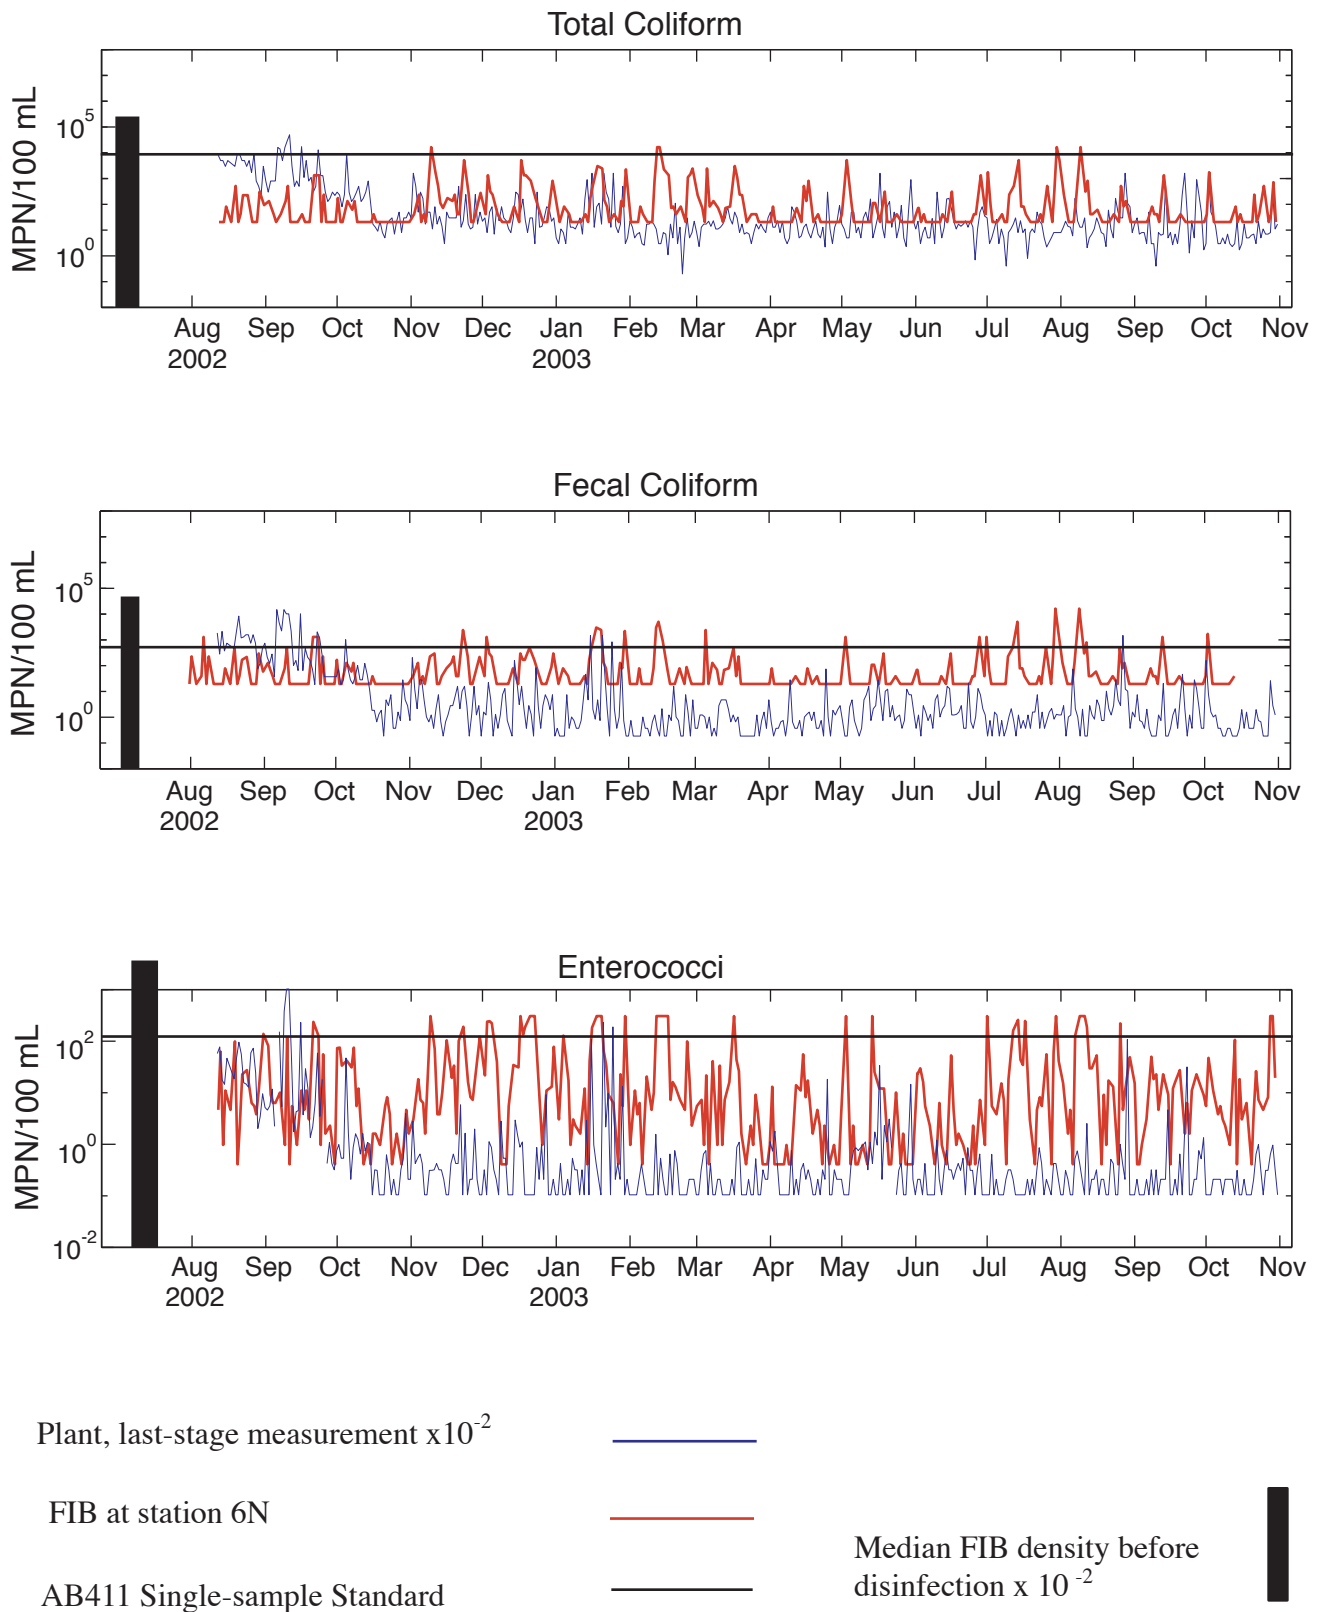 Total Coliform
MPN/100 mL
10^5
10^0
Aug Sep Oct Nov Dec Jan Feb Mar Apr May Jun Jul Aug Sep Oct Nov
2002 2003
Fecal Coliform
MPN/100 mL
10^5
10^0
Aug Sep Oct Nov Dec Jan Feb Mar Apr May Jun Jul Aug Sep Oct Nov
2002 2003
Enterococci
MPN/100 mL
10^2
10^0
10^-2
Aug Sep Oct Nov Dec Jan Feb Mar Apr May Jun Jul Aug Sep Oct Nov
2002 2003
Plant, last-stage measurement x10^-2
FIB at station 6N
AB411 Single-sample Standard
Median FIB density before
disinfection x 10^-2